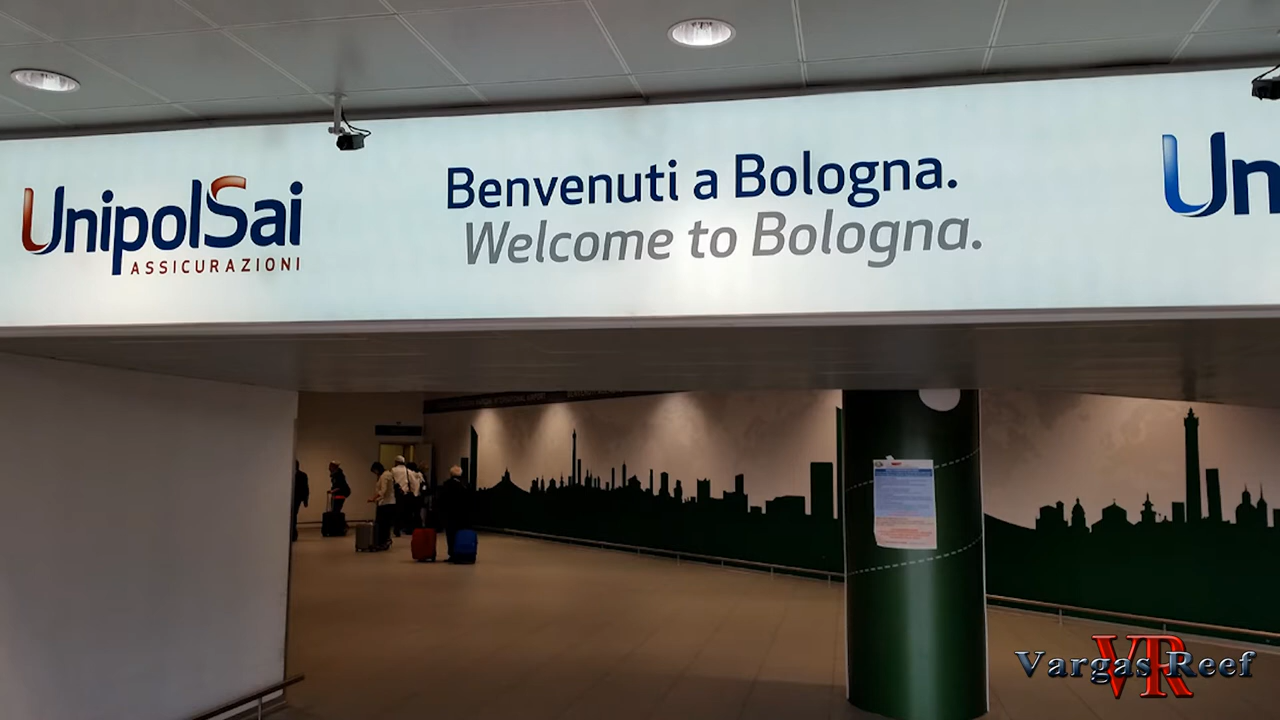 UnipolSai
ASSICURAZIONI
Benvenuti a Bologna.
Welcome to Bologna.
Un
Vargas Reef
VR